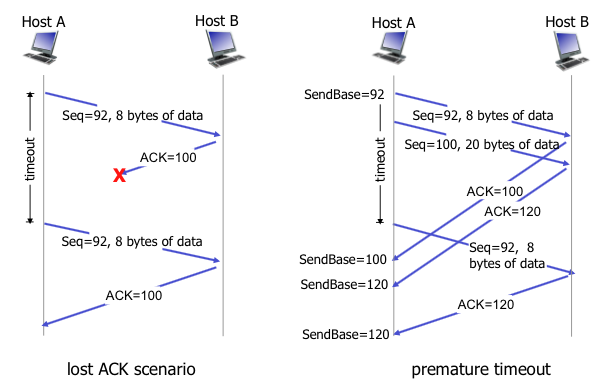 Host A
Host B
Seq=92, 8 bytes of data
ACK=100
X
timeout
Seq=92, 8 bytes of data
ACK=100
lost ACK scenario
Host A
Host B
SendBase=92
Seq=92, 8 bytes of data
Seq=100, 20 bytes of data
timeout
ACK=100
ACK=120
Seq=92, 8
bytes of data
SendBase=100
SendBase=120
ACK=120
SendBase=120
premature timeout